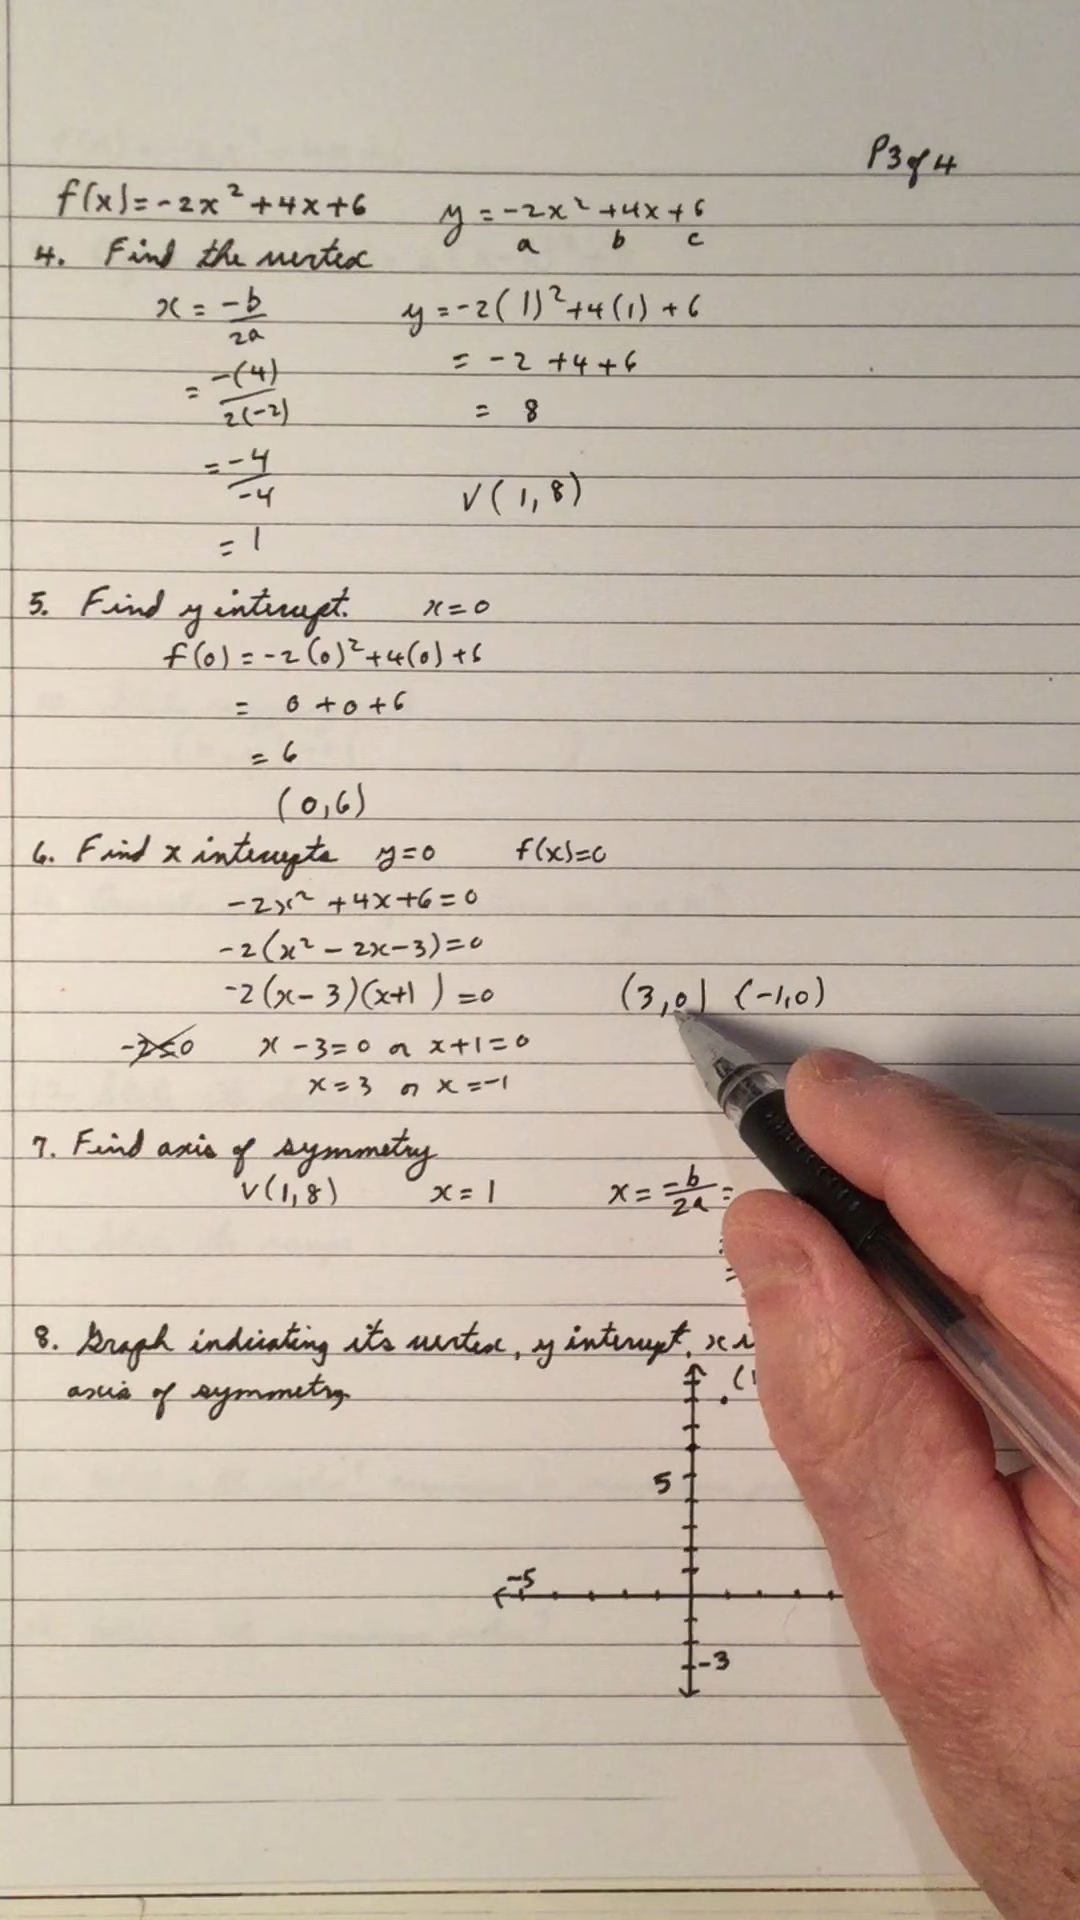 P3 of 4
f(x)=-2x²+4x+6 y=-2x²+4x+6
a b c
4. Find the vertex
x = -b/2a y=-2(1)²+4(1)+6
= -(4)/2(-2) = -2+4+6
= 8
= -4/-4 V(1,8)
= 1
5. Find y intercept. x=0
f(0)=-2(0)²+4(0)+6
= 0+0+6
= 6
(0,6)
6. Find x intercepts y=0 f(x)=0
-2x²+4x+6=0
-2(x²-2x-3)=0
-2(x-3)(x+1)=0 (3,0) (-1,0)
x-3=0 or x+1=0
x=3 or x=-1
7. Find axis of symmetry
V(1,8) x=1 x=-b/2a=
=
8. Graph indicating its vertex, y intercept, x i
axis of symmetry
(1
5
-5
-3